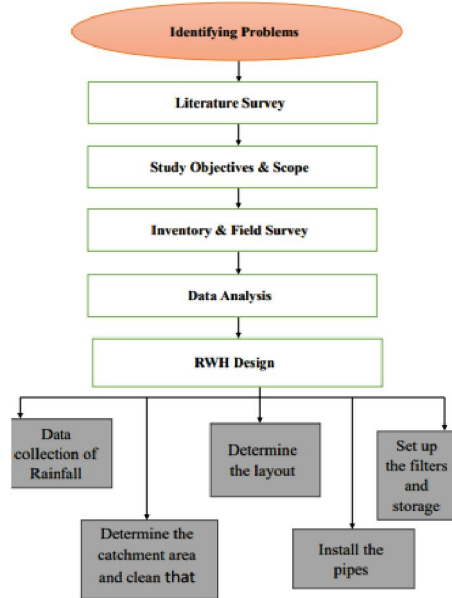 Identifying Problems
Literature Survey
Study Objectives & Scope
Inventory & Field Survey
Data Analysis
RWH Design
Data
collection of
Rainfall
Determine the
catchment area
and clean that
Determine
the layout
Install the
pipes
Set up
the filters
and
storage